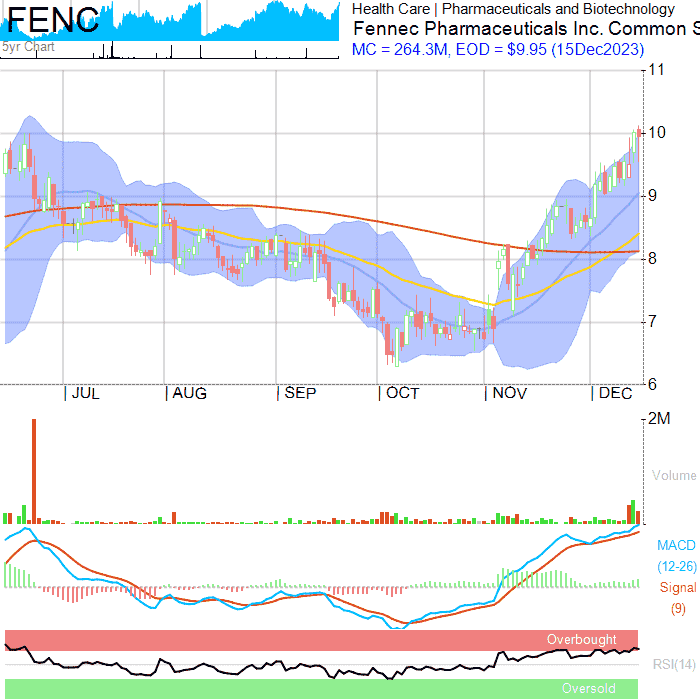 FENC
5yr Chart
Health Care | Pharmaceuticals and Biotechnology
Fennec Pharmaceuticals Inc. Common S
MC = 264.3M, EOD = $9.95 (15Dec2023)
11
10
9
8
7
6
| JUL | AUG | SEP | OCT | NOV | DEC
2M
Volume
MACD
(12-26)
Signal
(9)
Overbought
RSI(14)
Oversold